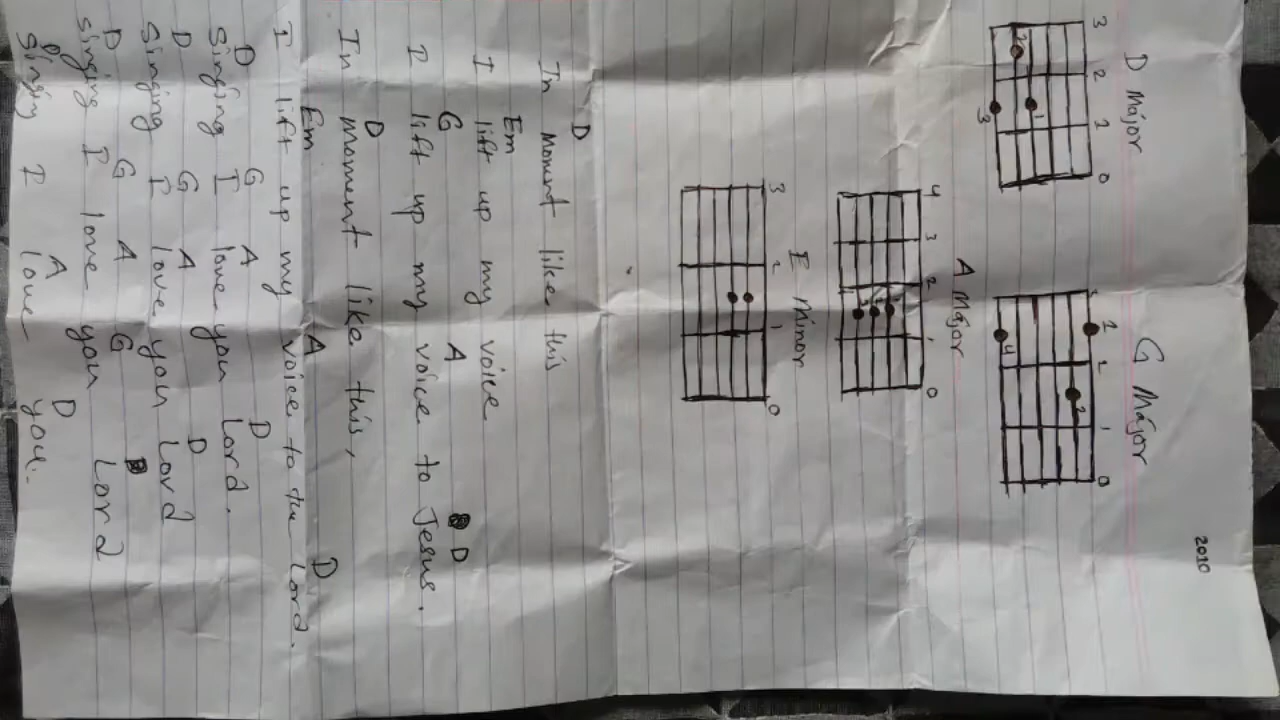 2010
D Major
G Major
3 2 1 0
2 1 3
3 2 1 0
1 2 4
A Major
4 3 2 1 0
E Minor
3 2 1 0
D
In moment like this
Em
I lift up my voice
G A D
I lift up my voice to Jesus.
D
In moment like this,
Em A D
I lift up my voice to the Lord.
D G A D
Singing I love you Lord.
D G A D
Singing I love you Lord
D G A G
singing I love you Lord
D A D
Singing I love you.